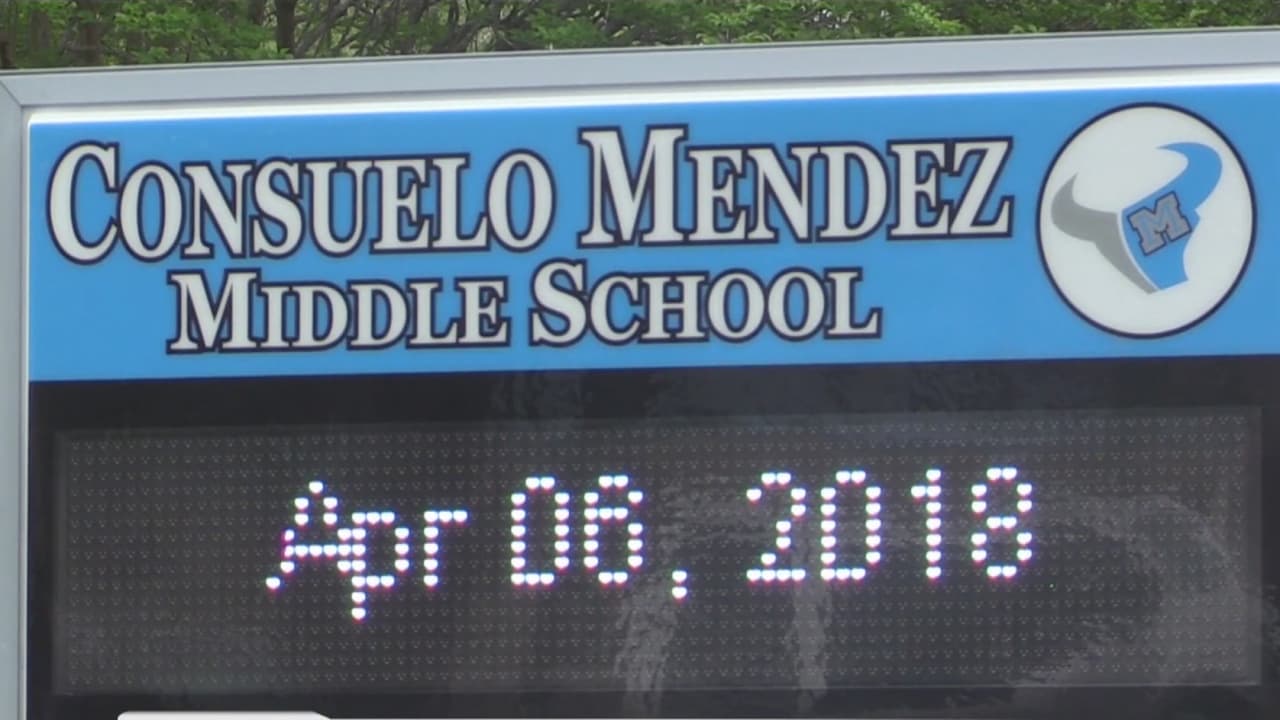 CONSUELO MENDEZ
MIDDLE SCHOOL
M
Apr 06, 2018